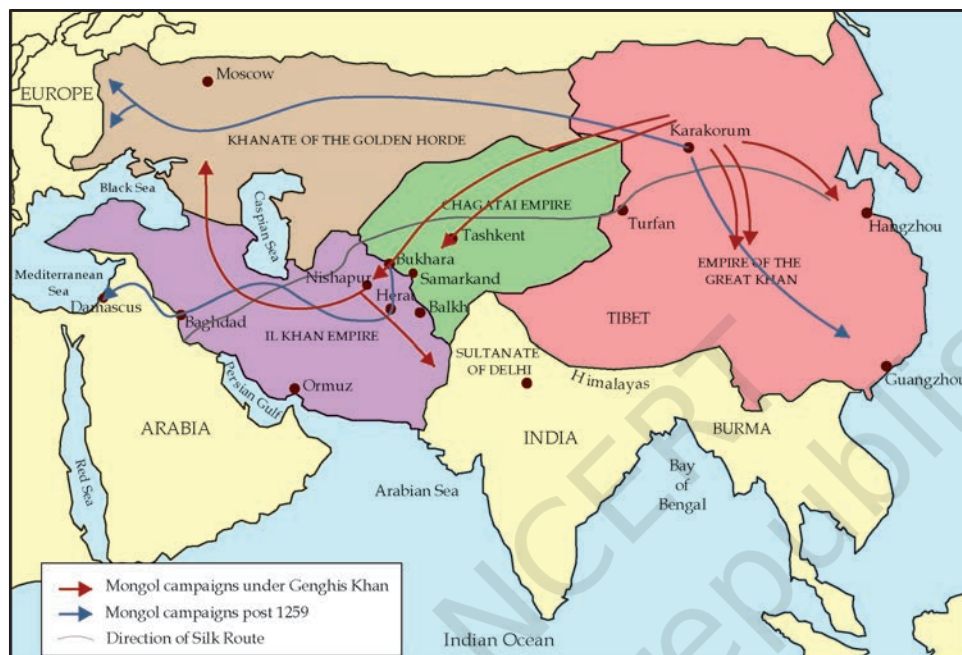 Moscow
EUROPE
Karakorum
KHANATE OF THE GOLDEN HORDE
Black Sea
Caspian Sea
CHAGATAI EMPIRE
Turfan
Hangzhou
Tashkent
Mediterranean
Sea
Bukhara
EMPIRE OF THE
GREAT KHAN
Nishapur
Samarkand
Damascus
Herat
Balkh
Baghdad
IL KHAN EMPIRE
TIBET
SULTANATE
OF DELHI
Himalayas
Guangzhou
Persian Gulf
Ormuz
ARABIA
INDIA
BURMA
Red Sea
Arabian Sea
Bay
of
Bengal
Mongol campaigns under Genghis Khan
Mongol campaigns post 1259
Direction of Silk Route
Indian Ocean
NCERT
republis